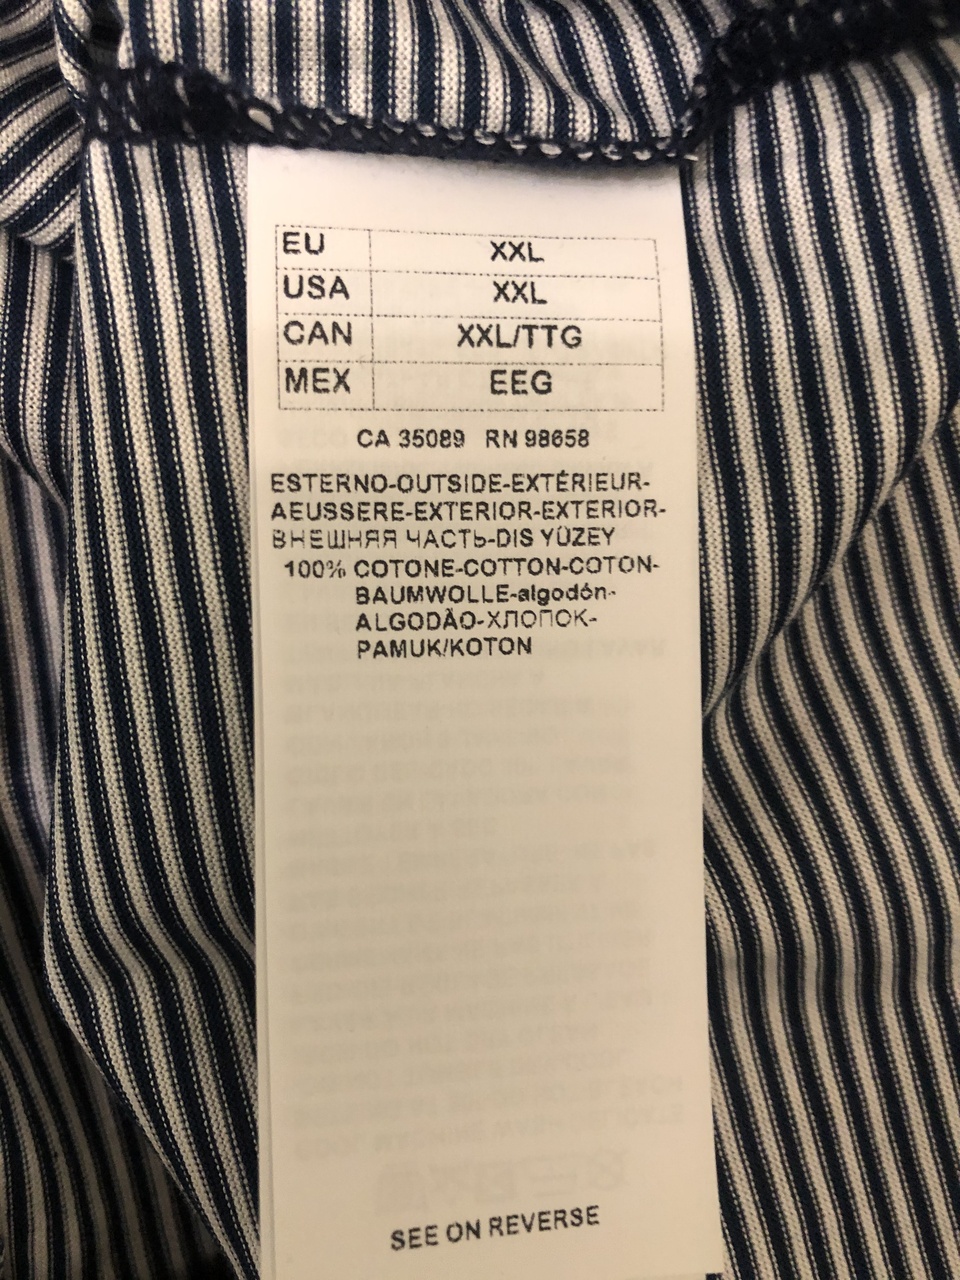 EU XXL
USA XXL
CAN XXL/TTG
MEX EEG
CA 35089 RN 98658
ESTERNO-OUTSIDE-EXTÉRIEUR-
AEUSSERE-EXTERIOR-EXTERIOR-
ВНЕШНЯЯ ЧАСТЬ-DIS YÜZEY
100% COTONE-COTTON-COTON-
BAUMWOLLE-algodón-
ALGODÃO-ХЛОПОК-
PAMUK/KOTON
SEE ON REVERSE